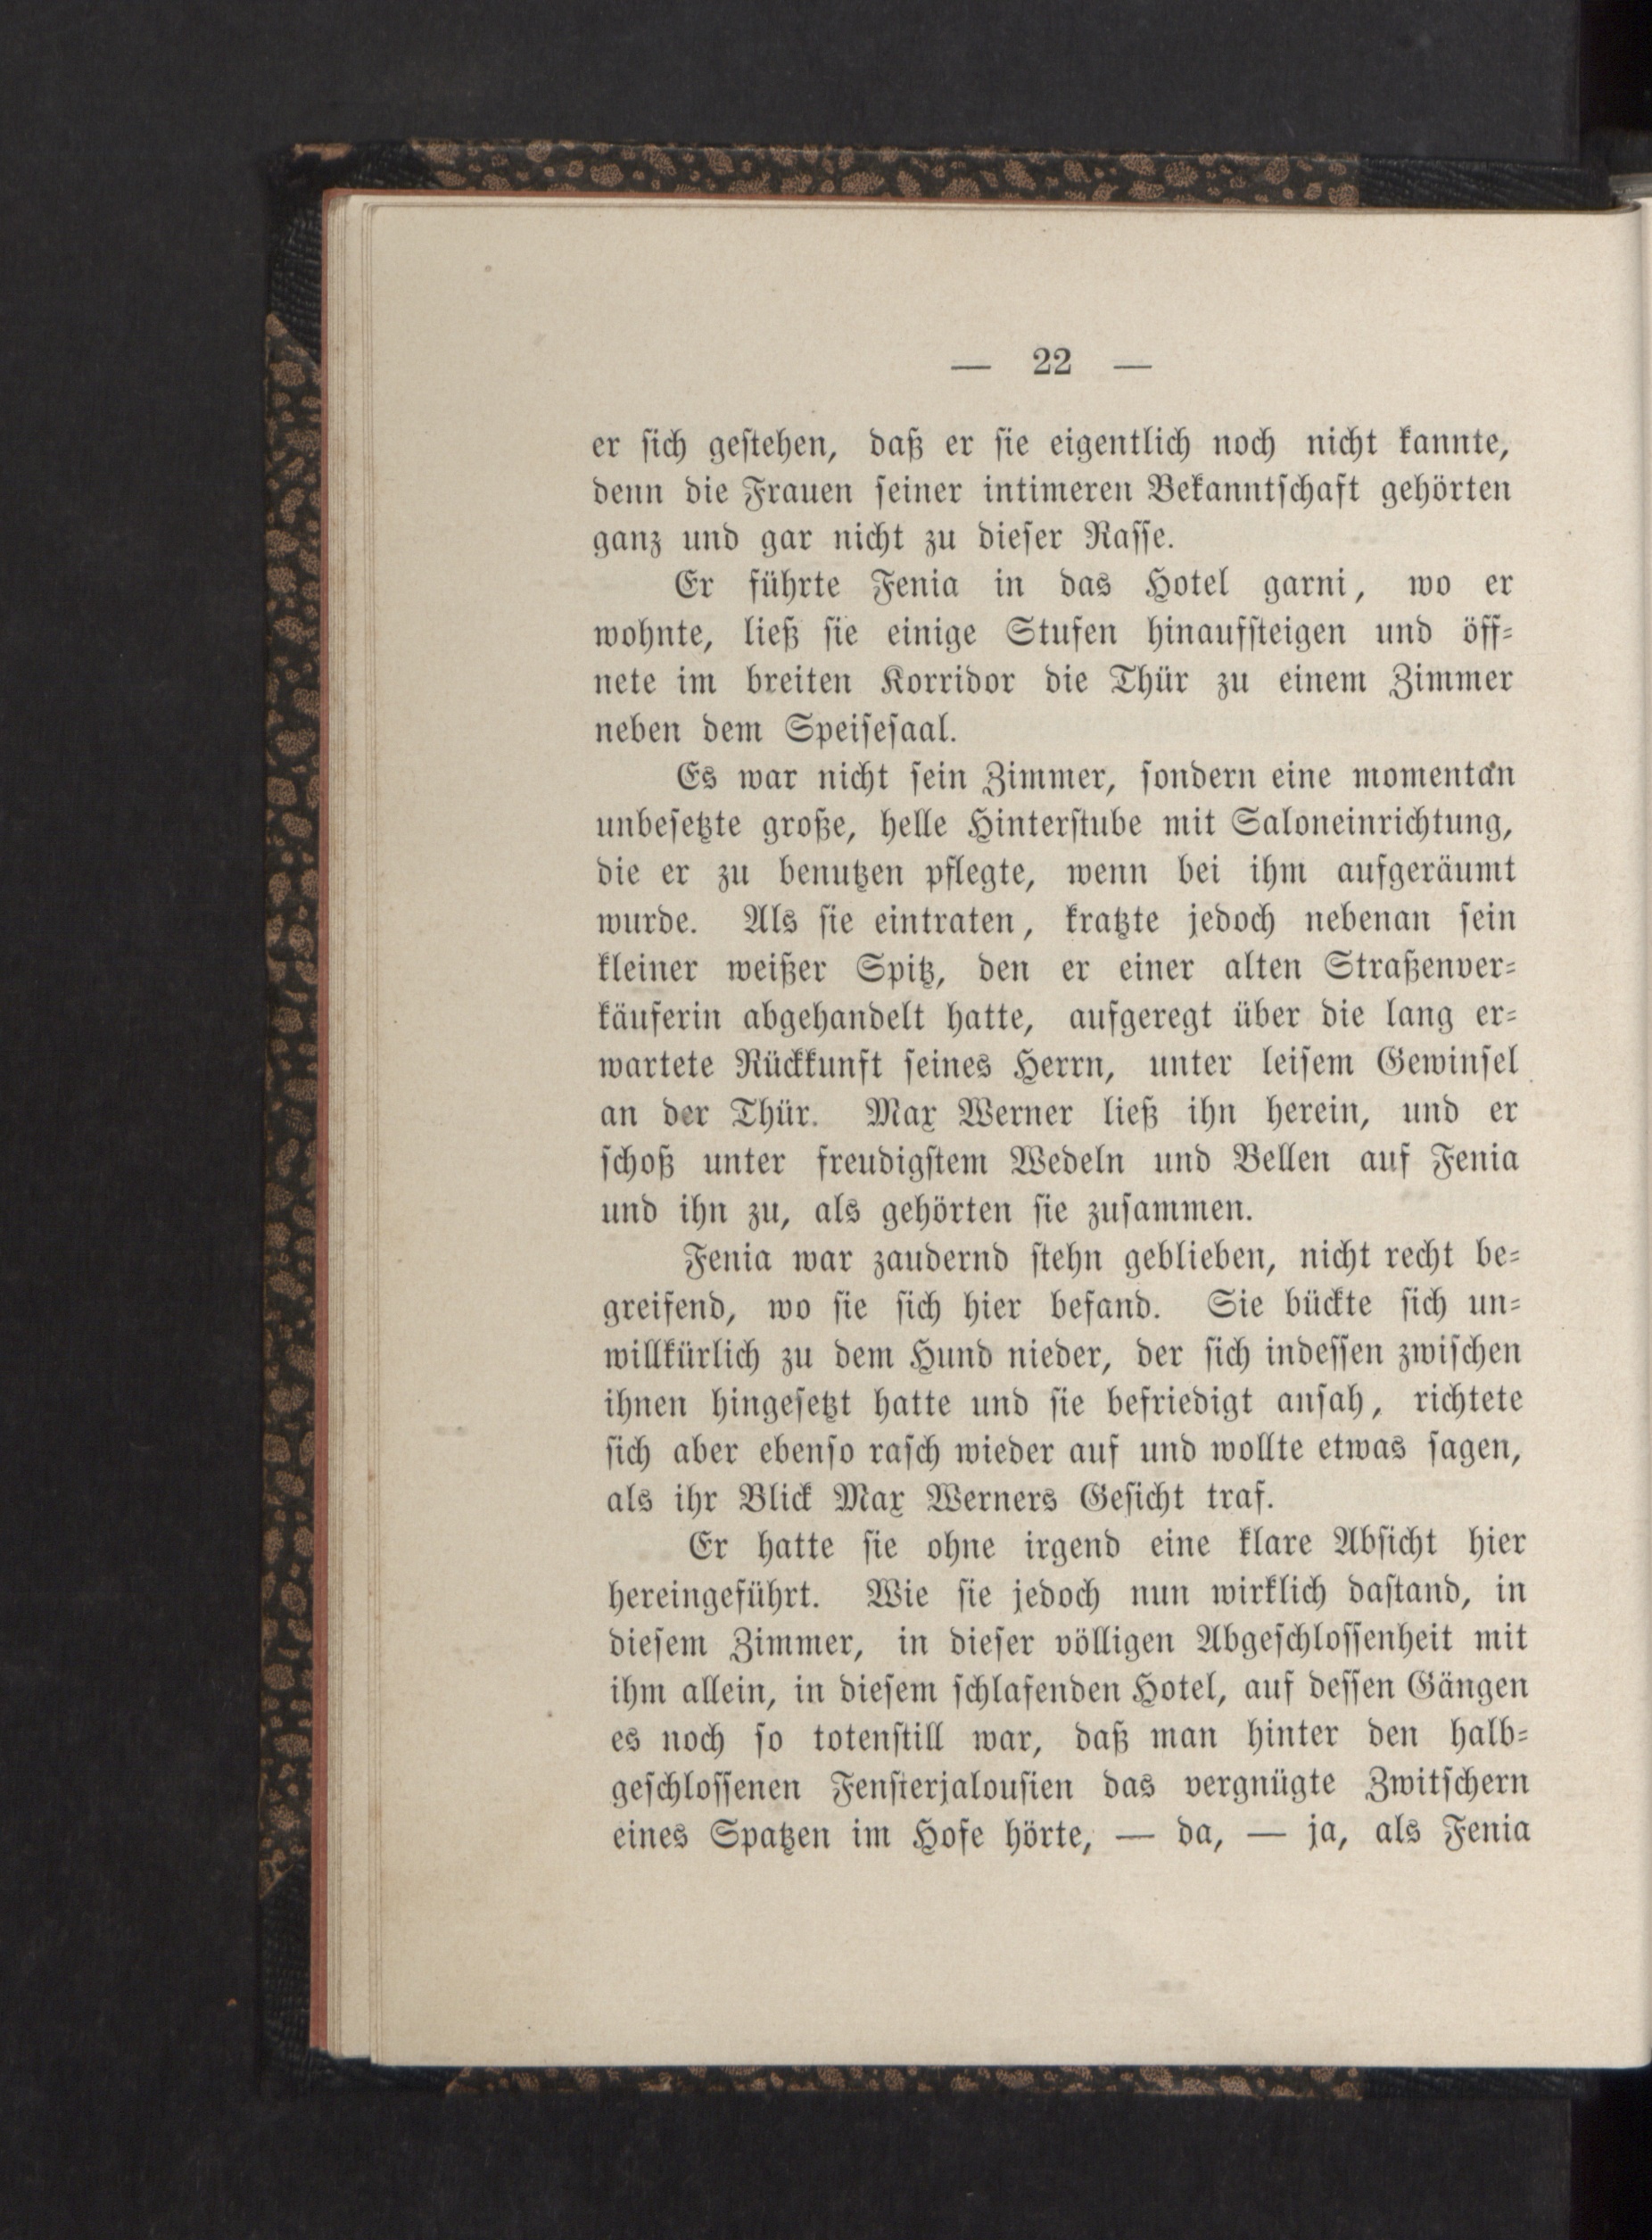 — 22 —
er ſich geſtehen, daß er ſie eigentlich noch nicht kannte,
denn die Frauen ſeiner intimeren Bekanntſchaft gehörten
ganz und gar nicht zu dieſer Raſſe.
Er führte Fenia in das Hotel garni, wo er
wohnte, ließ ſie einige Stufen hinaufſteigen und öff⸗
nete im breiten Korridor die Thür zu einem Zimmer
neben dem Speiſeſaal.
Es war nicht ſein Zimmer, ſondern eine momentan
unbeſetzte große, helle Hinterſtube mit Saloneinrichtung,
die er zu benutzen pflegte, wenn bei ihm aufgeräumt
wurde. Als ſie eintraten, kratzte jedoch nebenan ſein
kleiner weißer Spitz, den er einer alten Straßenver⸗
käuferin abgehandelt hatte, aufgeregt über die lang er⸗
wartete Rückkunft ſeines Herrn, unter leiſem Gewinſel
an der Thür. Max Werner ließ ihn herein, und er
ſchoß unter freudigſtem Wedeln und Bellen auf Fenia
und ihn zu, als gehörten ſie zuſammen.
Fenia war zaudernd ſtehn geblieben, nicht recht be⸗
greifend, wo ſie ſich hier befand. Sie bückte ſich un⸗
willkürlich zu dem Hund nieder, der ſich indeſſen zwiſchen
ihnen hingeſetzt hatte und ſie befriedigt anſah, richtete
ſich aber ebenſo raſch wieder auf und wollte etwas ſagen,
als ihr Blick Max Werners Geſicht traf.
Er hatte ſie ohne irgend eine klare Abſicht hier
hereingeführt. Wie ſie jedoch nun wirklich daſtand, in
dieſem Zimmer, in dieſer völligen Abgeſchloſſenheit mit
ihm allein, in dieſem ſchlafenden Hotel, auf deſſen Gängen
es noch ſo totenſtill war, daß man hinter den halb⸗
geſchloſſenen Fenſterjalouſien das vergnügte Zwitſchern
eines Spatzen im Hofe hörte, — da, — ja, als Fenia